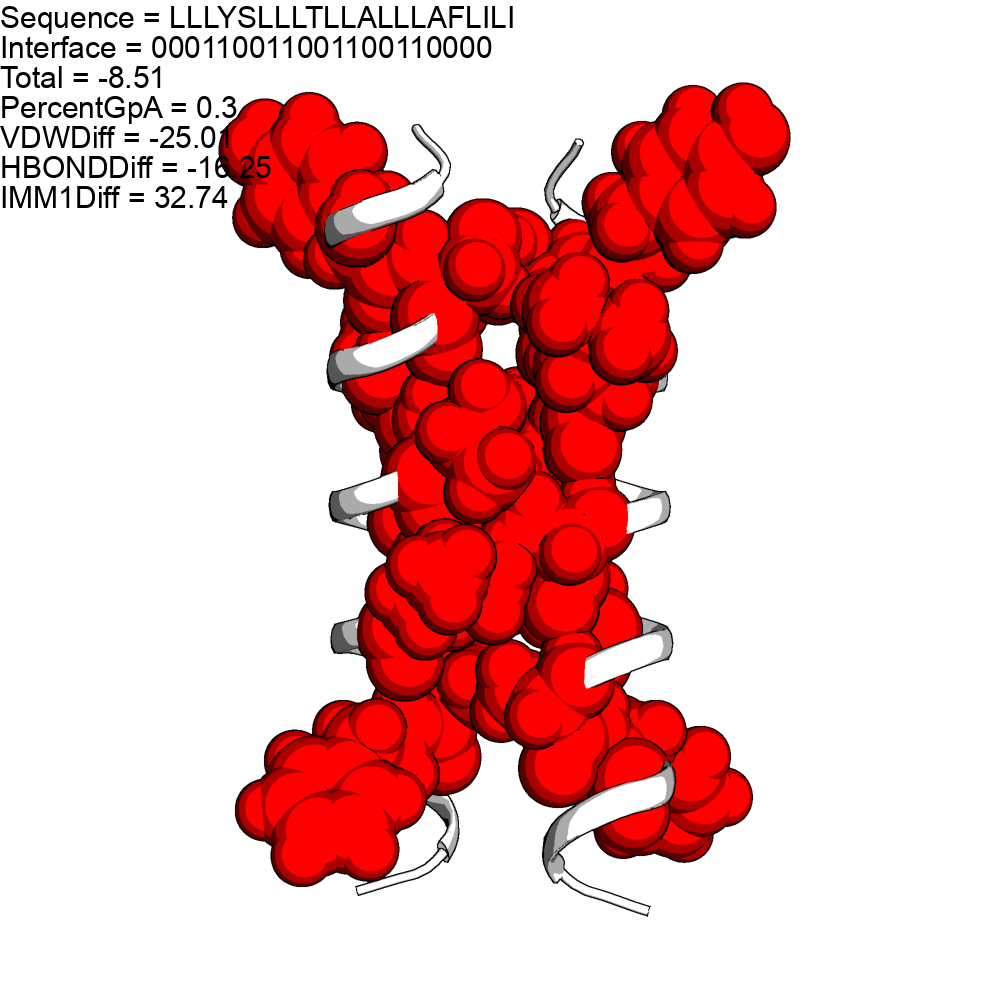 Sequence = LLLYSLLLTLLALLLAFLILI
Interface = 000110011001100110000
Total = -8.51
PercentGpA = 0.3
VDWDiff = -25.01
HBONDDiff = -16.25
IMM1Diff = 32.74